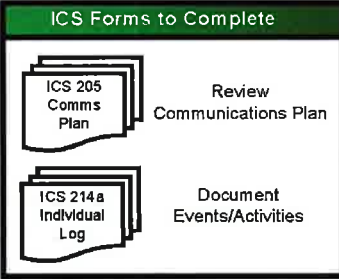 ICS Forms to Complete
ICS 205
Comms
Plan
Review
Communications Plan
ICS 214a
Individual
Log
Document
Events/Activities